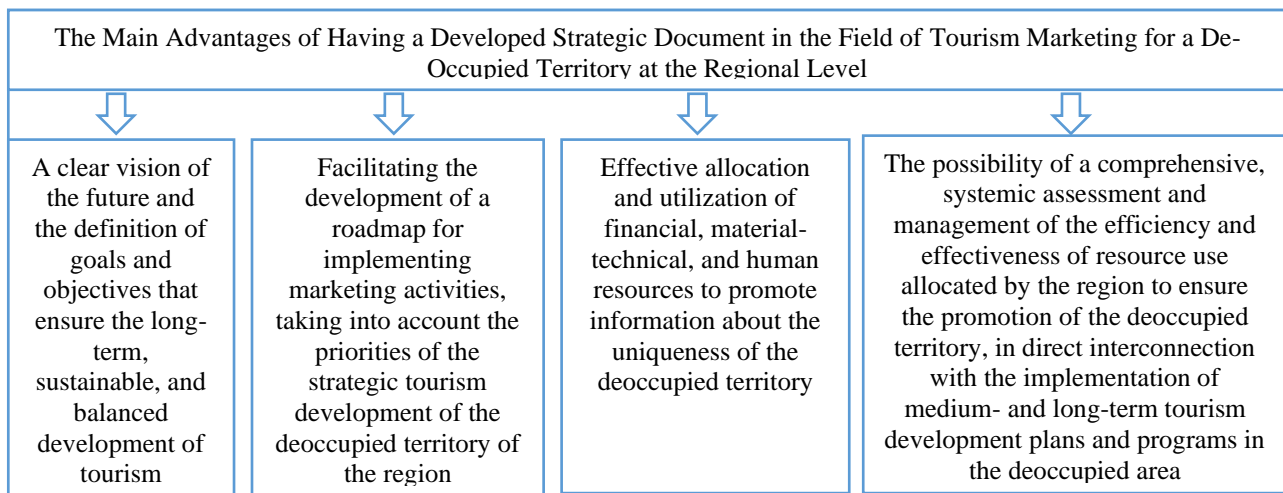 The Main Advantages of Having a Developed Strategic Document in the Field of Tourism Marketing for a De-
Occupied Territory at the Regional Level
A clear vision of
the future and
the definition of
goals and
objectives that
ensure the long-
term,
sustainable, and
balanced
development of
tourism
Facilitating the
development of a
roadmap for
implementing
marketing activities,
taking into account the
priorities of the
strategic tourism
development of the
deoccupied territory of
the region
Effective allocation
and utilization of
financial, material-
technical, and human
resources to promote
information about the
uniqueness of the
deoccupied territory
The possibility of a comprehensive,
systemic assessment and
management of the efficiency and
effectiveness of resource use
allocated by the region to ensure
the promotion of the deoccupied
territory, in direct interconnection
with the implementation of
medium- and long-term tourism
development plans and programs in
the deoccupied area